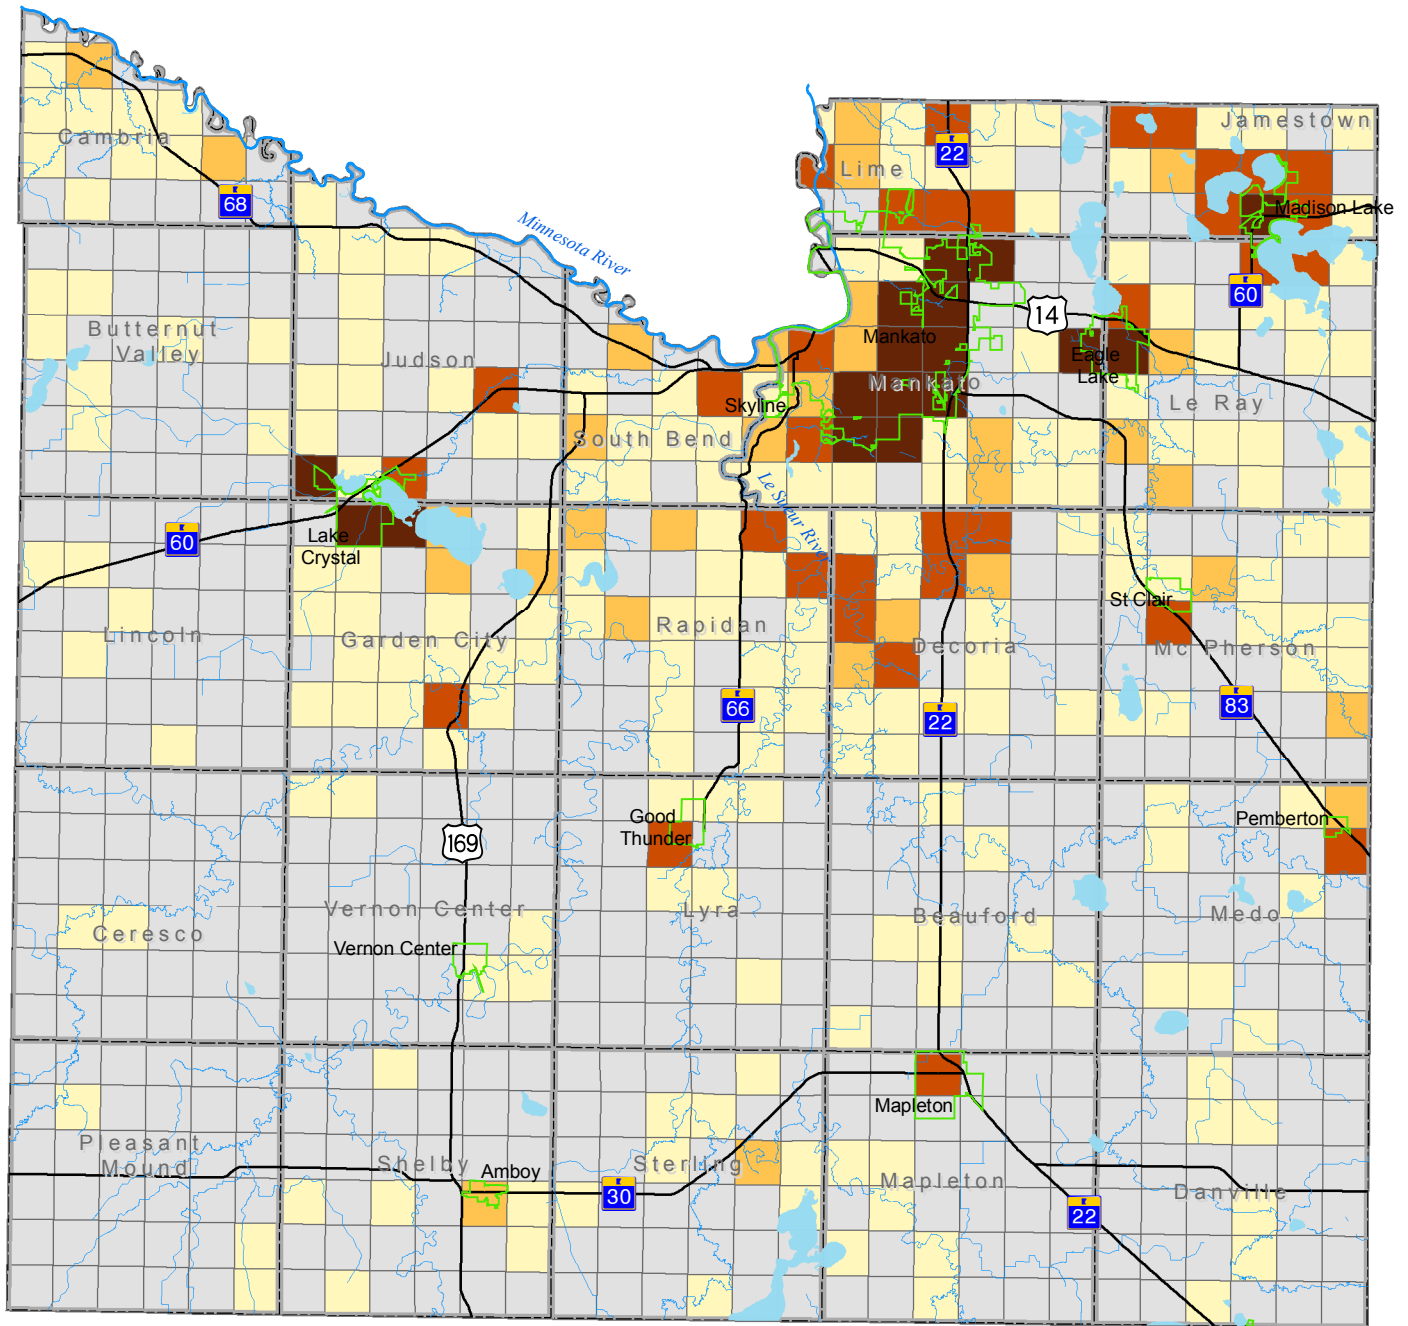 Jamestown
Cambria
22
Lime
68
Madison Lake
Minnesota River
60
14
Butternut
Valley
Judson
Mankato
Eagle
Lake
Mankato
Skyline
Le Ray
South Bend
Le Sueur River
60
Lake
Crystal
St Clair
Lincoln
Garden City
Rapidan
Decoria
Mc Pherson
66
22
83
Good
Thunder
Pemberton
169
Vernon Center
Lyra
Beauford
Medo
Ceresco
Vernon Center
Mapleton
Pleasant
Mound
Shelby
Amboy
Sterling
Mapleton
Danville
30
22